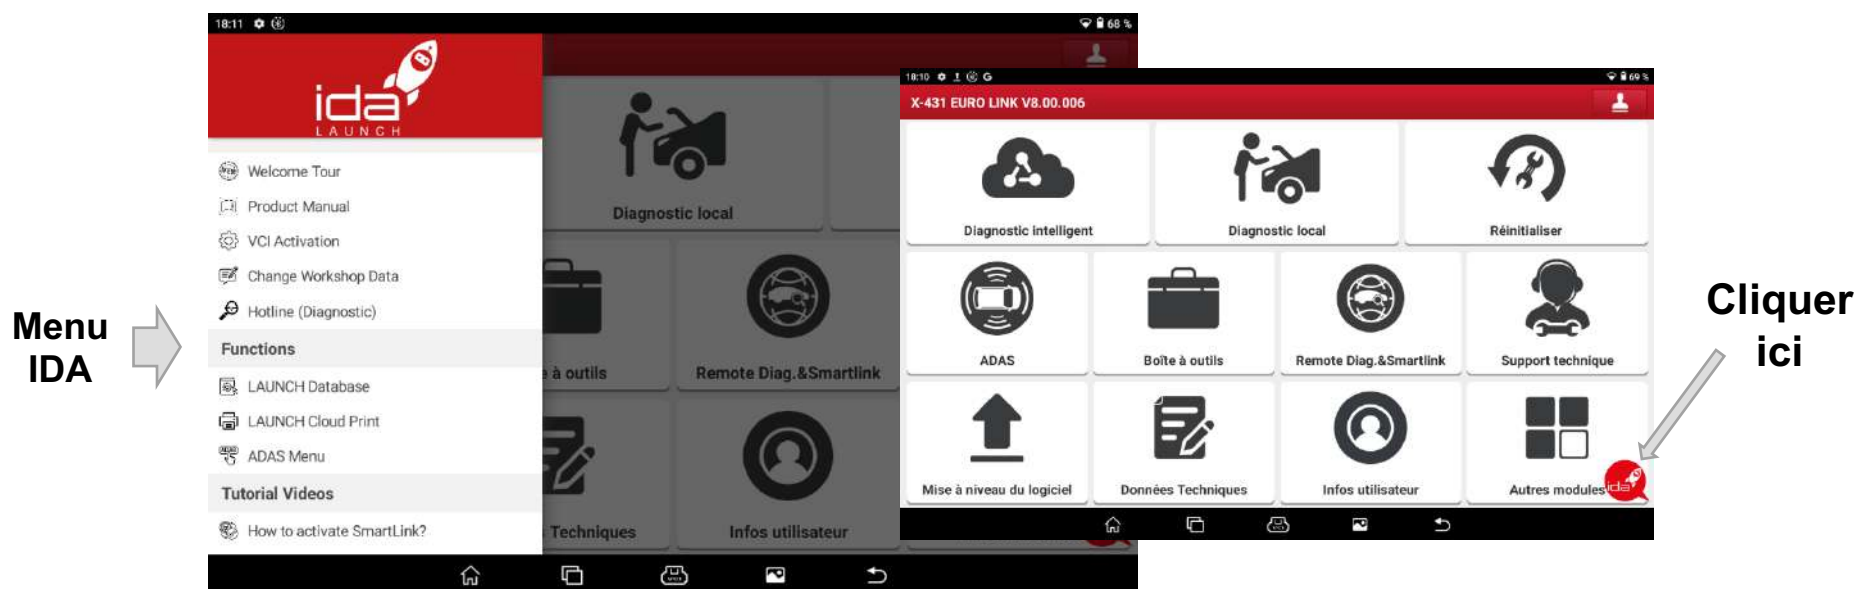 Menu
IDA
18:11
68 %
ida
LAUNCH
Welcome Tour
Product Manual
VCI Activation
Change Workshop Data
Hotline (Diagnostic)
Functions
LAUNCH Database
LAUNCH Cloud Print
ADAS Menu
Tutorial Videos
How to activate SmartLink?
Diagnostic local
à outils
Remote Diag.&Smartlink
Techniques
Infos utilisateur
18:10
G
69 %
X-431 EURO LINK V8.00.006
Diagnostic intelligent
Diagnostic local
Réinitialiser
ADAS
Boîte à outils
Remote Diag.&Smartlink
Support technique
Mise à niveau du logiciel
Données Techniques
Infos utilisateur
Autres modules
ida
Cliquer
ici